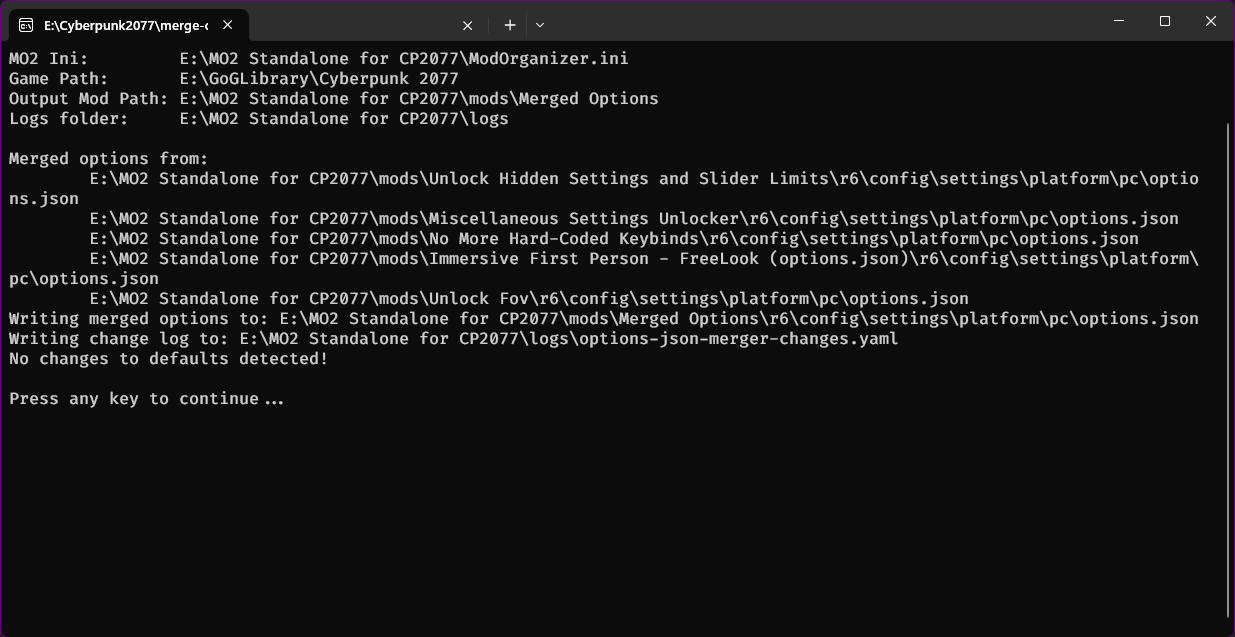 E:\Cyberpunk2077\merge-c
MO2 Ini: E:\MO2 Standalone for CP2077\ModOrganizer.ini
Game Path: E:\GoGLibrary\Cyberpunk 2077
Output Mod Path: E:\MO2 Standalone for CP2077\mods\Merged Options
Logs folder: E:\MO2 Standalone for CP2077\logs
Merged options from:
E:\MO2 Standalone for CP2077\mods\Unlock Hidden Settings and Slider Limits\r6\config\settings\platform\pc\optio
ns.json
E:\MO2 Standalone for CP2077\mods\Miscellaneous Settings Unlocker\r6\config\settings\platform\pc\options.json
E:\MO2 Standalone for CP2077\mods\No More Hard-Coded Keybinds\r6\config\settings\platform\pc\options.json
E:\MO2 Standalone for CP2077\mods\Immersive First Person - FreeLook (options.json)\r6\config\settings\platform\
pc\options.json
E:\MO2 Standalone for CP2077\mods\Unlock Fov\r6\config\settings\platform\pc\options.json
Writing merged options to: E:\MO2 Standalone for CP2077\mods\Merged Options\r6\config\settings\platform\pc\options.json
Writing change log to: E:\MO2 Standalone for CP2077\logs\options-json-merger-changes.yaml
No changes to defaults detected!
Press any key to continue...